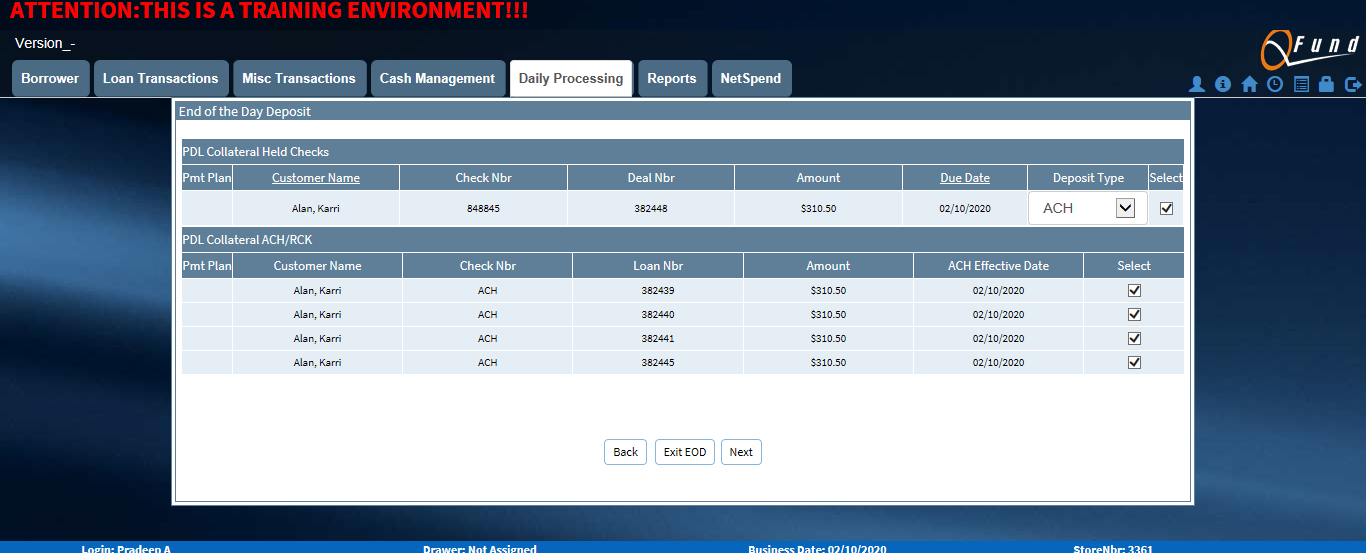 ATTENTION:THIS IS A TRAINING ENVIRONMENT!!!
Version_-
QFund
Borrower Loan Transactions Misc Transactions Cash Management Daily Processing Reports NetSpend
End of the Day Deposit
PDL Collateral Held Checks
Pmt Plan Customer Name Check Nbr Deal Nbr Amount Due Date Deposit Type Select
Alan, Karri 848845 382448 $310.50 02/10/2020 ACH
PDL Collateral ACH/RCK
Pmt Plan Customer Name Check Nbr Loan Nbr Amount ACH Effective Date Select
Alan, Karri ACH 382439 $310.50 02/10/2020
Alan, Karri ACH 382440 $310.50 02/10/2020
Alan, Karri ACH 382441 $310.50 02/10/2020
Alan, Karri ACH 382445 $310.50 02/10/2020
Back Exit EOD Next
Login: Pradeep A Drawer: Not Assigned Business Date: 02/10/2020 StoreNbr: 3361